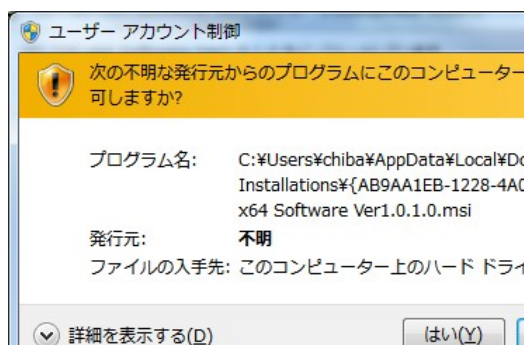 ユーザー アカウント制御
次の不明な発行元からのプログラムにこのコンピューター
可しますか?
プログラム名: C:¥Users¥chiba¥AppData¥Local¥Do
Installations¥{AB9AA1EB-1228-4A0
x64 Software Ver1.0.1.0.msi
発行元: 不明
ファイルの入手先: このコンピューター上のハード ドライ
詳細を表示する(D) はい(Y)